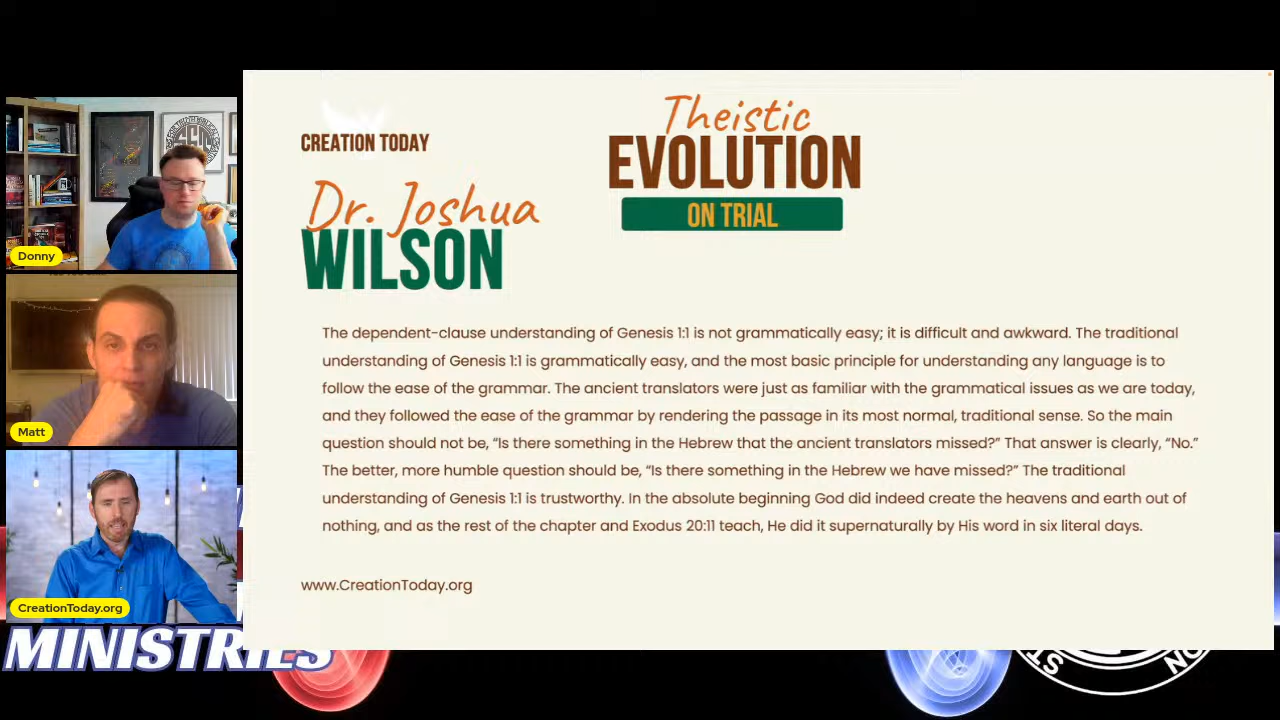 CREATION TODAY
Theistic
EVOLUTION
ON TRIAL
Dr. Joshua
WILSON
The dependent-clause understanding of Genesis 1:1 is not grammatically easy; it is difficult and awkward. The traditional
understanding of Genesis 1:1 is grammatically easy, and the most basic principle for understanding any language is to
follow the ease of the grammar. The ancient translators were just as familiar with the grammatical issues as we are today,
and they followed the ease of the grammar by rendering the passage in its most normal, traditional sense. So the main
question should not be, “Is there something in the Hebrew that the ancient translators missed?” That answer is clearly, “No.”
The better, more humble question should be, “Is there something in the Hebrew we have missed?” The traditional
understanding of Genesis 1:1 is trustworthy. In the absolute beginning God did indeed create the heavens and earth out of
nothing, and as the rest of the chapter and Exodus 20:11 teach, He did it supernaturally by His word in six literal days.
www.CreationToday.org
Donny
Matt
CreationToday.org
MINISTRIES